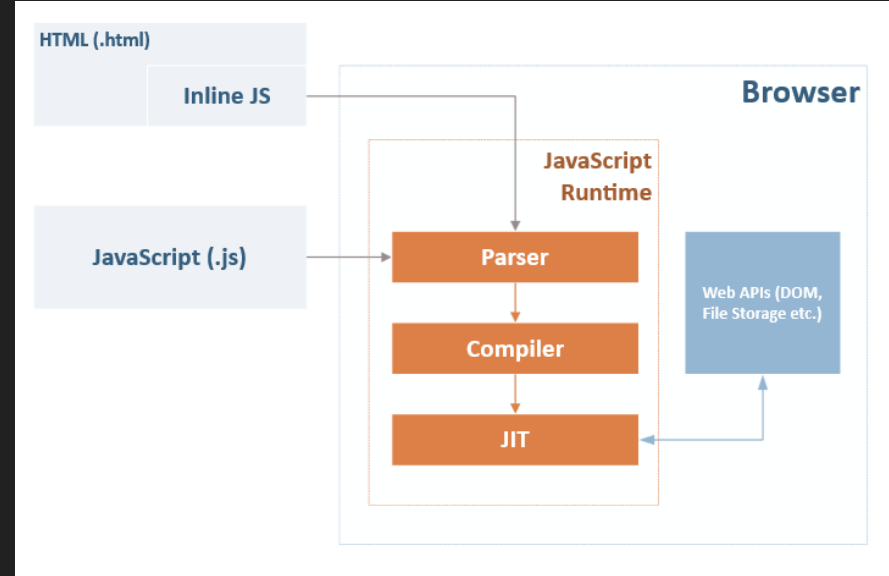 HTML (.html)
Inline JS
Browser
JavaScript
Runtime
JavaScript (.js)
Parser
Web APIs (DOM,
File Storage etc.)
Compiler
JIT